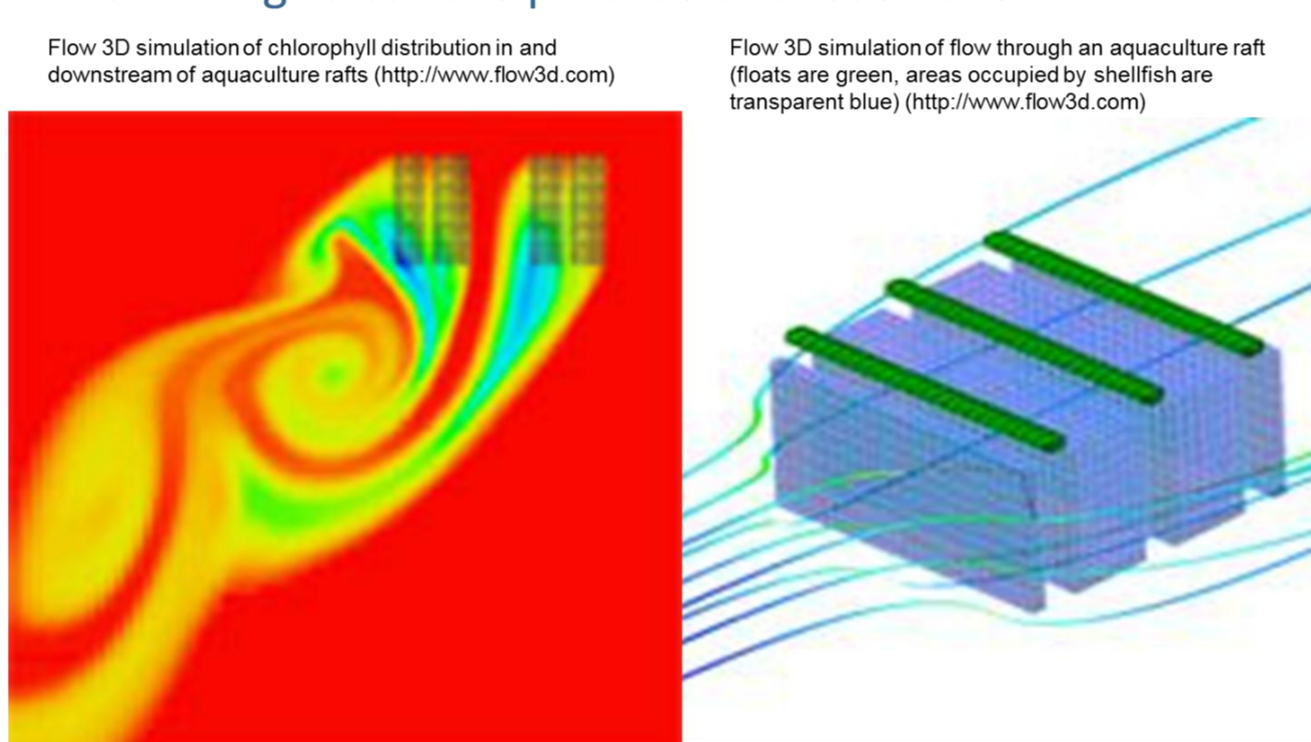 Flow 3D simulation of chlorophyll distribution in and
downstream of aquaculture rafts (http://www.flow3d.com)
Flow 3D simulation of flow through an aquaculture raft
(floats are green, areas occupied by shellfish are
transparent blue) (http://www.flow3d.com)